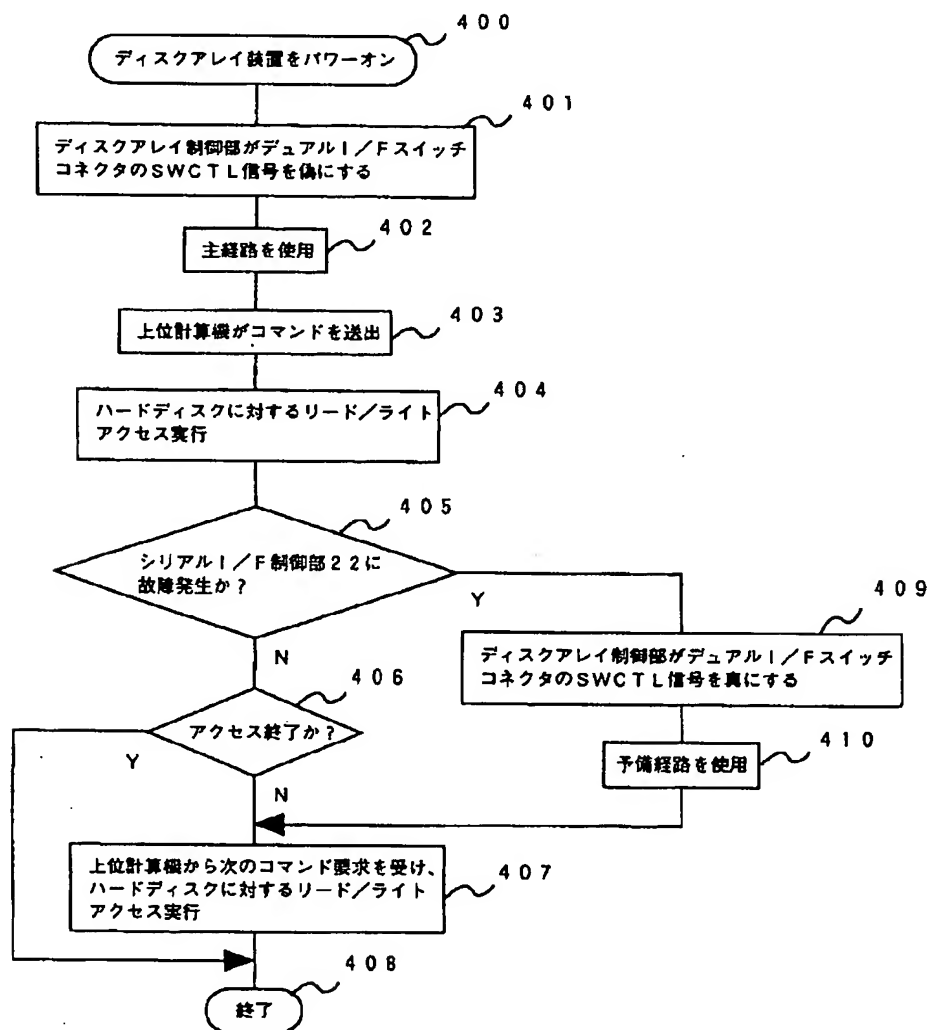 400
ディスクアレイ装置をパワーオン
401
ディスクアレイ制御部がデュアルI/Fスイッチ
コネクタのSWCTL信号を偽にする
402
主経路を使用
403
上位計算機がコマンドを送出
404
ハードディスクに対するリード/ライト
アクセス実行
405
シリアルI/F制御部22に
故障発生か?
Y
N
409
ディスクアレイ制御部がデュアルI/Fスイッチ
コネクタのSWCTL信号を真にする
406
アクセス終了か?
Y
N
410
予備経路を使用
407
上位計算機から次のコマンド要求を受け、
ハードディスクに対するリード/ライト
アクセス実行
408
終了